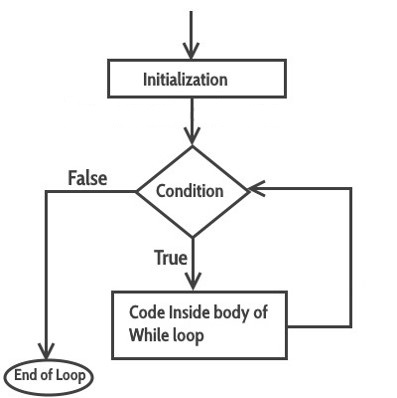 Initialization
False
Condition
True
Code Inside body of
While loop
End of Loop